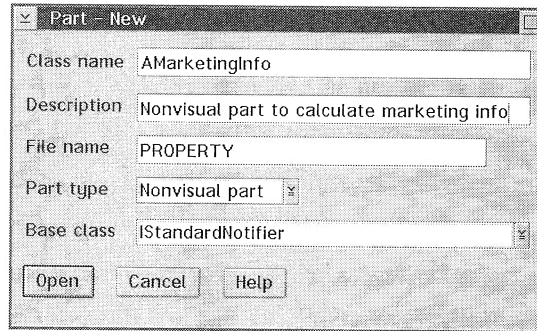 Part - New
Class name AMarketingInfo
Description Nonvisual part to calculate marketing info
File name PROPERTY
Part type Nonvisual part
Base class IStandardNotifier
Open Cancel Help